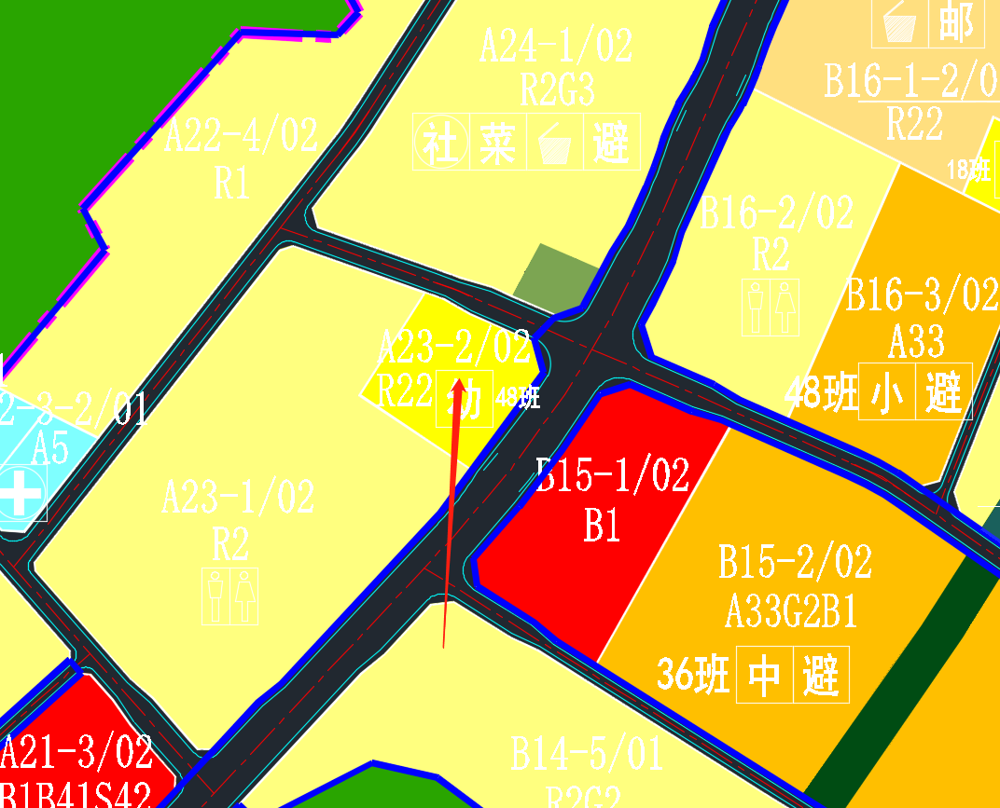 A24-1/02
R2G3
社 菜 避
邮
B16-1-2/0
R22
18班
A22-4/02
R1
B16-2/02
R2
B16-3/02
A33
48班 小 避
A23-2/02
R22 幼 48班
2-3-2/01
A5
A23-1/02
R2
B15-1/02
B1
B15-2/02
A33G2B1
36班 中 避
A21-3/02
B1B41S42
B14-5/01
R2G2